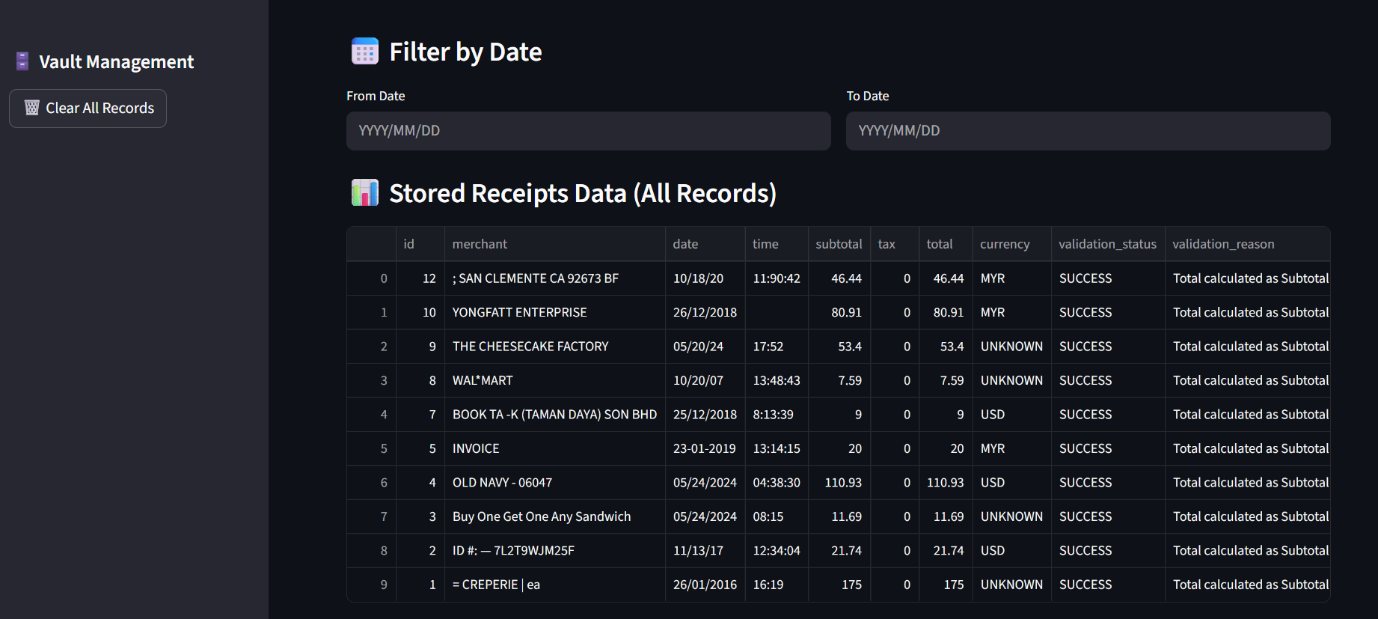 Vault Management
Clear All Records
Filter by Date
From Date To Date
YYYY/MM/DD YYYY/MM/DD
Stored Receipts Data (All Records)
id merchant date time subtotal tax total currency validation_status validation_reason
0 12 ; SAN CLEMENTE CA 92673 BF 10/18/20 11:90:42 46.44 0 46.44 MYR SUCCESS Total calculated as Subtotal
1 10 YONGFATT ENTERPRISE 26/12/2018 80.91 0 80.91 MYR SUCCESS Total calculated as Subtotal
2 9 THE CHEESECAKE FACTORY 05/20/24 17:52 53.4 0 53.4 UNKNOWN SUCCESS Total calculated as Subtotal
3 8 WAL*MART 10/20/07 13:48:43 7.59 0 7.59 UNKNOWN SUCCESS Total calculated as Subtotal
4 7 BOOK TA -K (TAMAN DAYA) SON BHD 25/12/2018 8:13:39 9 0 9 USD SUCCESS Total calculated as Subtotal
5 5 INVOICE 23-01-2019 13:14:15 20 0 20 MYR SUCCESS Total calculated as Subtotal
6 4 OLD NAVY - 06047 05/24/2024 04:38:30 110.93 0 110.93 USD SUCCESS Total calculated as Subtotal
7 3 Buy One Get One Any Sandwich 05/24/2024 08:15 11.69 0 11.69 UNKNOWN SUCCESS Total calculated as Subtotal
8 2 ID #: — 7L2T9WJM25F 11/13/17 12:34:04 21.74 0 21.74 USD SUCCESS Total calculated as Subtotal
9 1 = CREPERIE | ea 26/01/2016 16:19 175 0 175 UNKNOWN SUCCESS Total calculated as Subtotal